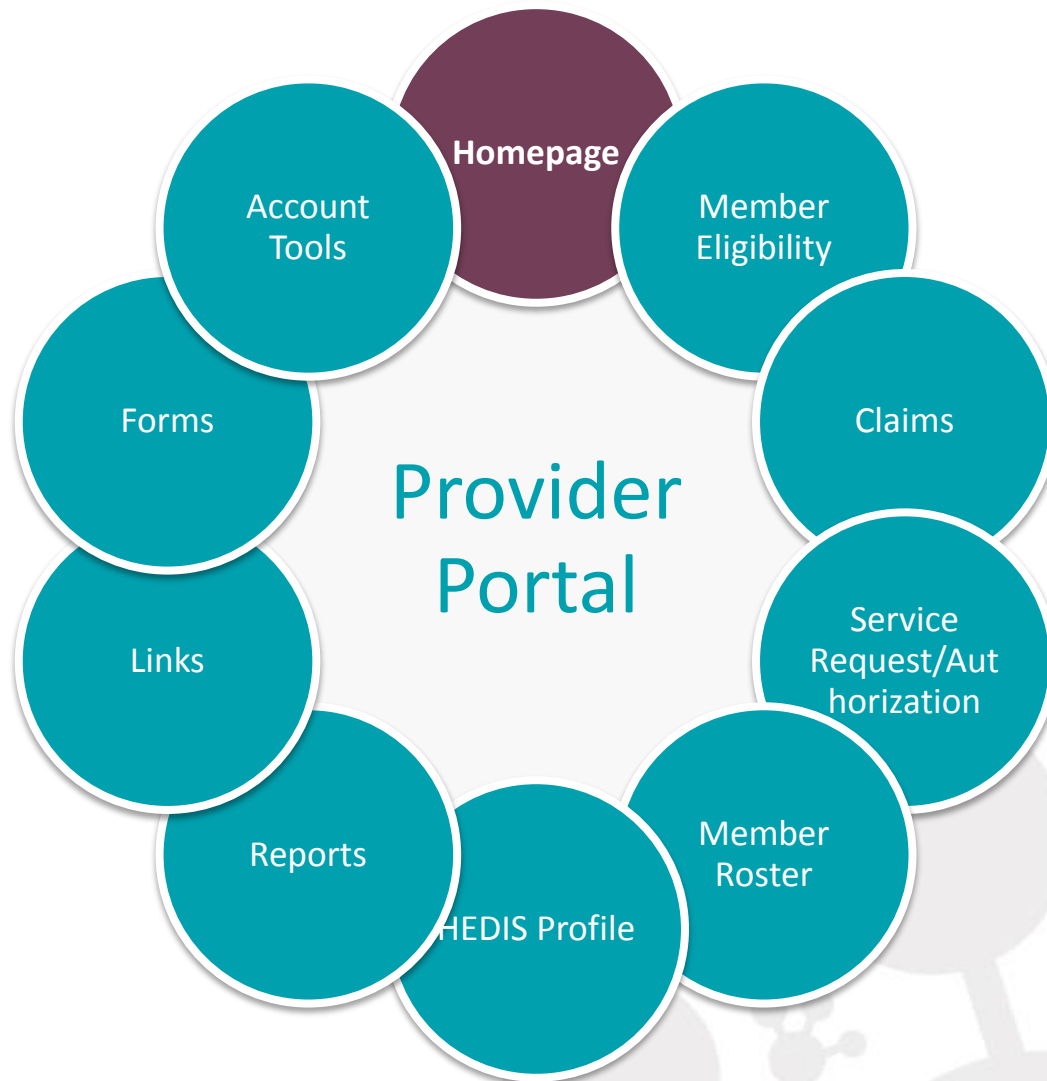 Homepage
Member
Eligibility
Claims
Service
Request/Aut
horization
Member
Roster
HEDIS Profile
Reports
Links
Forms
Account
Tools
Provider
Portal